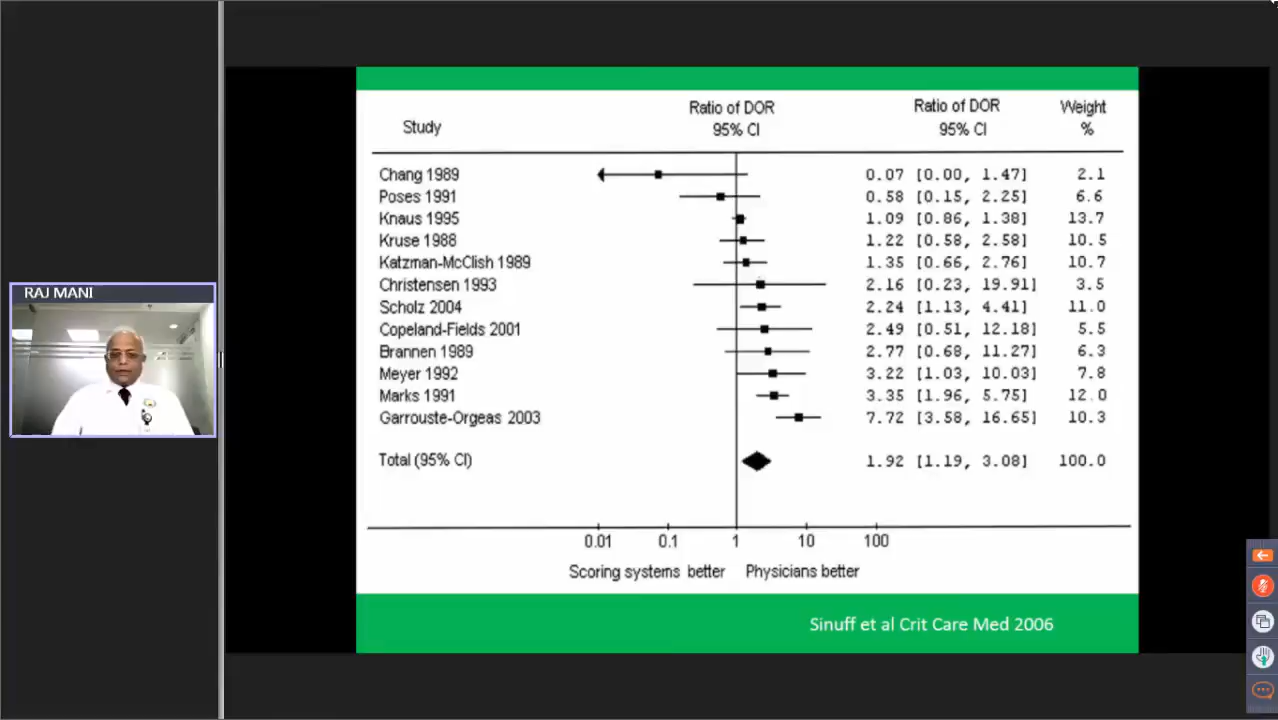 RAJ MANI
Ratio of DOR Ratio of DOR Weight
Study 95% CI 95% CI %
Chang 1989 0.07 [0.00, 1.47] 2.1
Poses 1991 0.58 [0.15, 2.25] 6.6
Knaus 1995 1.09 [0.86, 1.38] 13.7
Kruse 1988 1.22 [0.58, 2.58] 10.5
Katzman-McClish 1989 1.35 [0.66, 2.76] 10.7
Christensen 1993 2.16 [0.23, 19.91] 3.5
Scholz 2004 2.24 [1.13, 4.41] 11.0
Copeland-Fields 2001 2.49 [0.51, 12.18] 5.5
Brannen 1989 2.77 [0.68, 11.27] 6.3
Meyer 1992 3.22 [1.03, 10.03] 7.8
Marks 1991 3.35 [1.96, 5.75] 12.0
Garrouste-Orgeas 2003 7.72 [3.58, 16.65] 10.3
Total (95% CI) 1.92 [1.19, 3.08] 100.0
0.01 0.1 1 10 100
Scoring systems better Physicians better
Sinuff et al Crit Care Med 2006